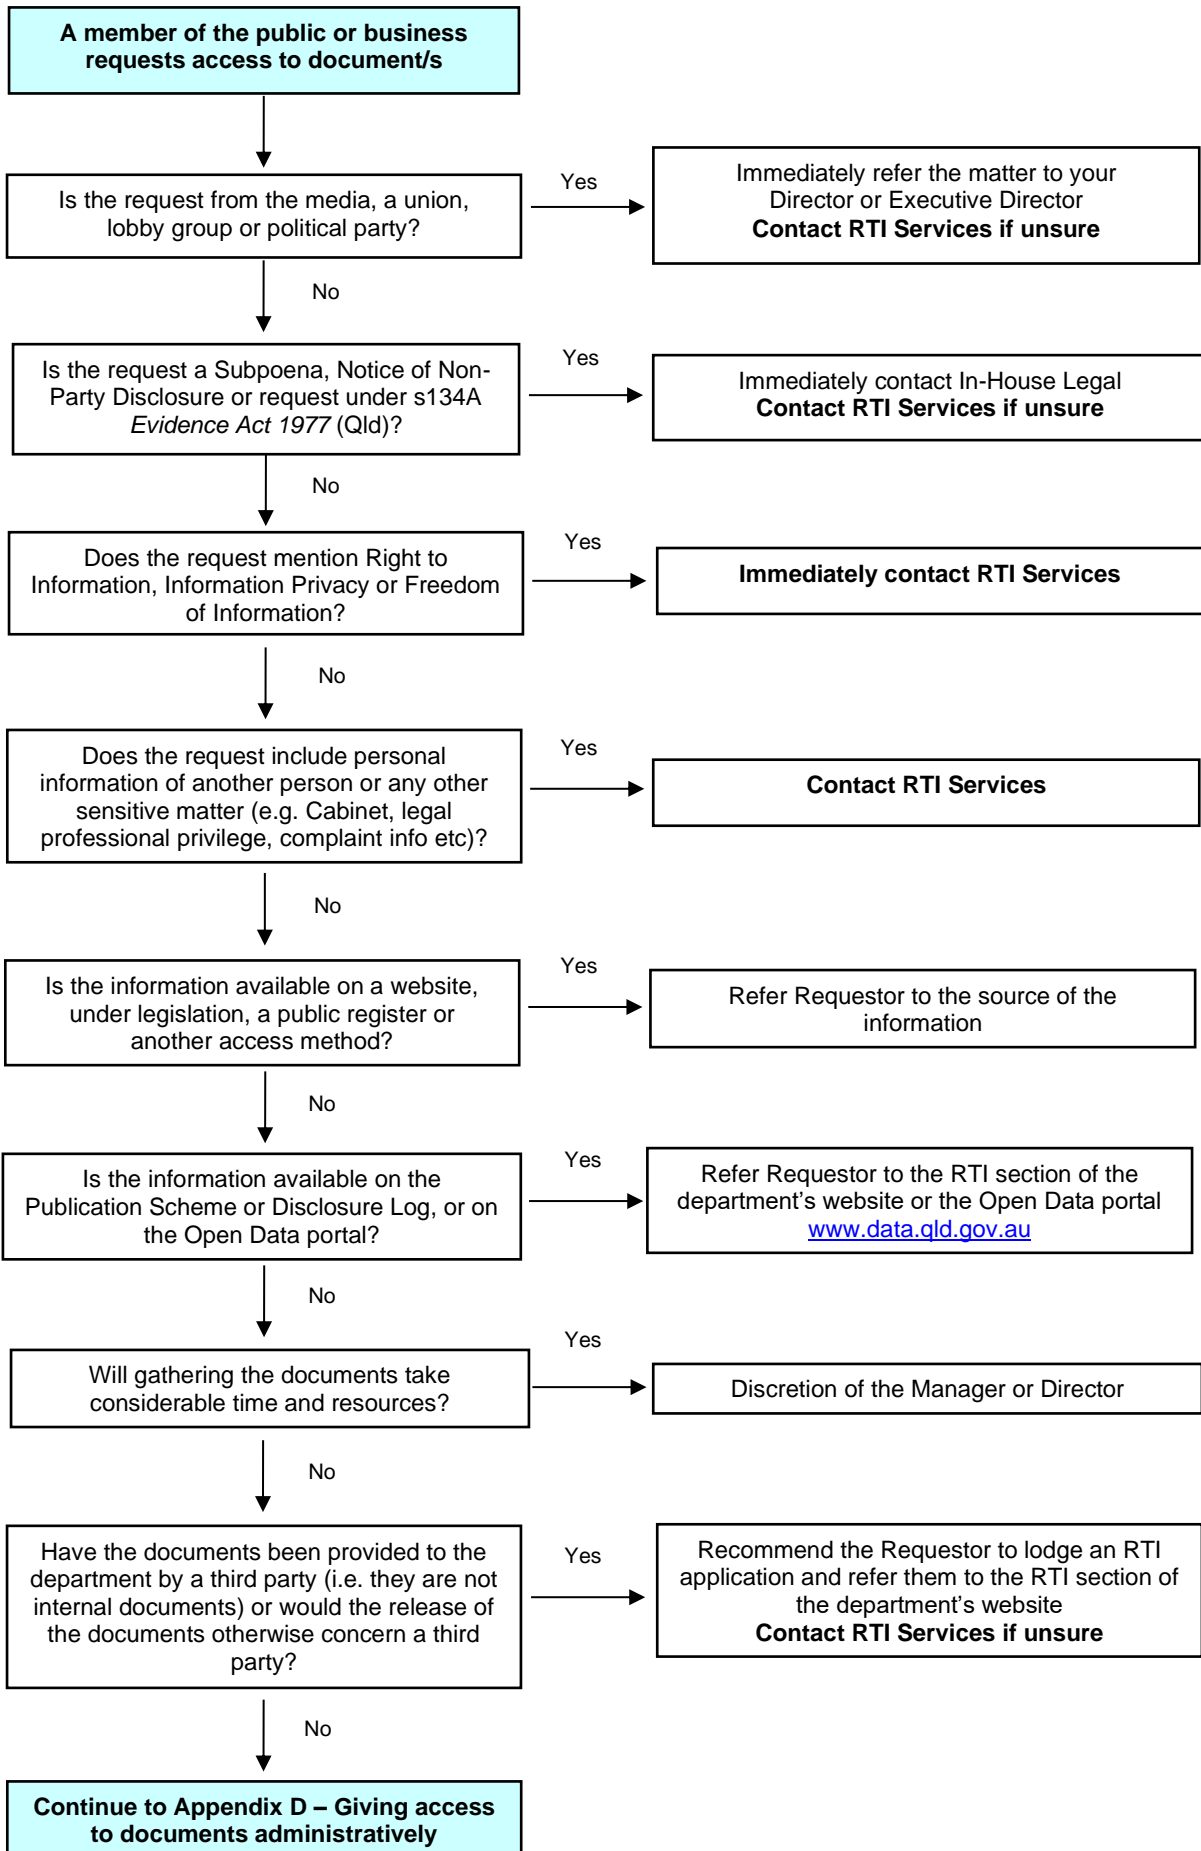 A member of the public or business
requests access to document/s
Is the request from the media, a union,
lobby group or political party?
Yes
Immediately refer the matter to your
Director or Executive Director
Contact RTI Services if unsure
No
Is the request a Subpoena, Notice of Non-
Party Disclosure or request under s134A
Evidence Act 1977 (Qld)?
Yes
Immediately contact In-House Legal
Contact RTI Services if unsure
No
Does the request mention Right to
Information, Information Privacy or Freedom
of Information?
Yes
Immediately contact RTI Services
No
Does the request include personal
information of another person or any other
sensitive matter (e.g. Cabinet, legal
professional privilege, complaint info etc)?
Yes
Contact RTI Services
No
Is the information available on a website,
under legislation, a public register or
another access method?
Yes
Refer Requestor to the source of the
information
No
Is the information available on the
Publication Scheme or Disclosure Log, or on
the Open Data portal?
Yes
Refer Requestor to the RTI section of the
department's website or the Open Data portal
www.data.qld.gov.au
No
Will gathering the documents take
considerable time and resources?
Yes
Discretion of the Manager or Director
No
Have the documents been provided to the
department by a third party (i.e. they are not
internal documents) or would the release of
the documents otherwise concern a third
party?
Yes
Recommend the Requestor to lodge an RTI
application and refer them to the RTI section of
the department's website
Contact RTI Services if unsure
No
Continue to Appendix D – Giving access
to documents administratively